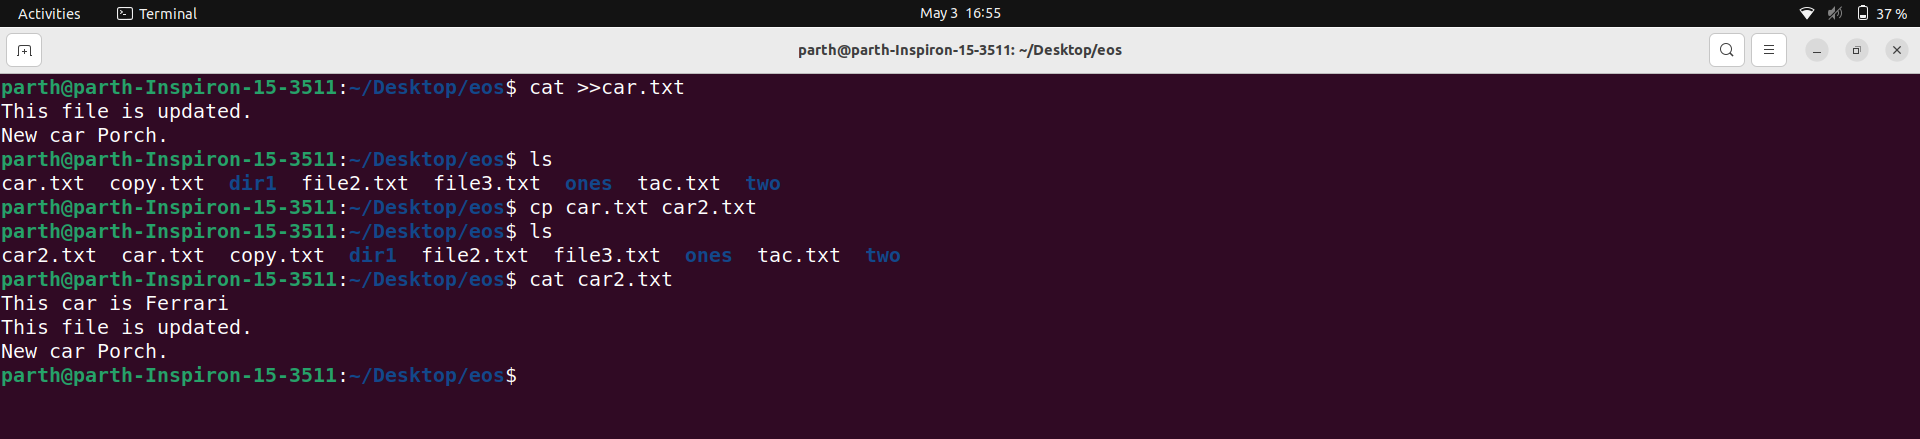 Activities Terminal May 3 16:55 37 %
parth@parth-Inspiron-15-3511: ~/Desktop/eos
parth@parth-Inspiron-15-3511:~/Desktop/eos$ cat >>car.txt
This file is updated.
New car Porch.
parth@parth-Inspiron-15-3511:~/Desktop/eos$ ls
car.txt  copy.txt  dir1  file2.txt  file3.txt  ones  tac.txt  two
parth@parth-Inspiron-15-3511:~/Desktop/eos$ cp car.txt car2.txt
parth@parth-Inspiron-15-3511:~/Desktop/eos$ ls
car2.txt  car.txt  copy.txt  dir1  file2.txt  file3.txt  ones  tac.txt  two
parth@parth-Inspiron-15-3511:~/Desktop/eos$ cat car2.txt
This car is Ferrari
This file is updated.
New car Porch.
parth@parth-Inspiron-15-3511:~/Desktop/eos$